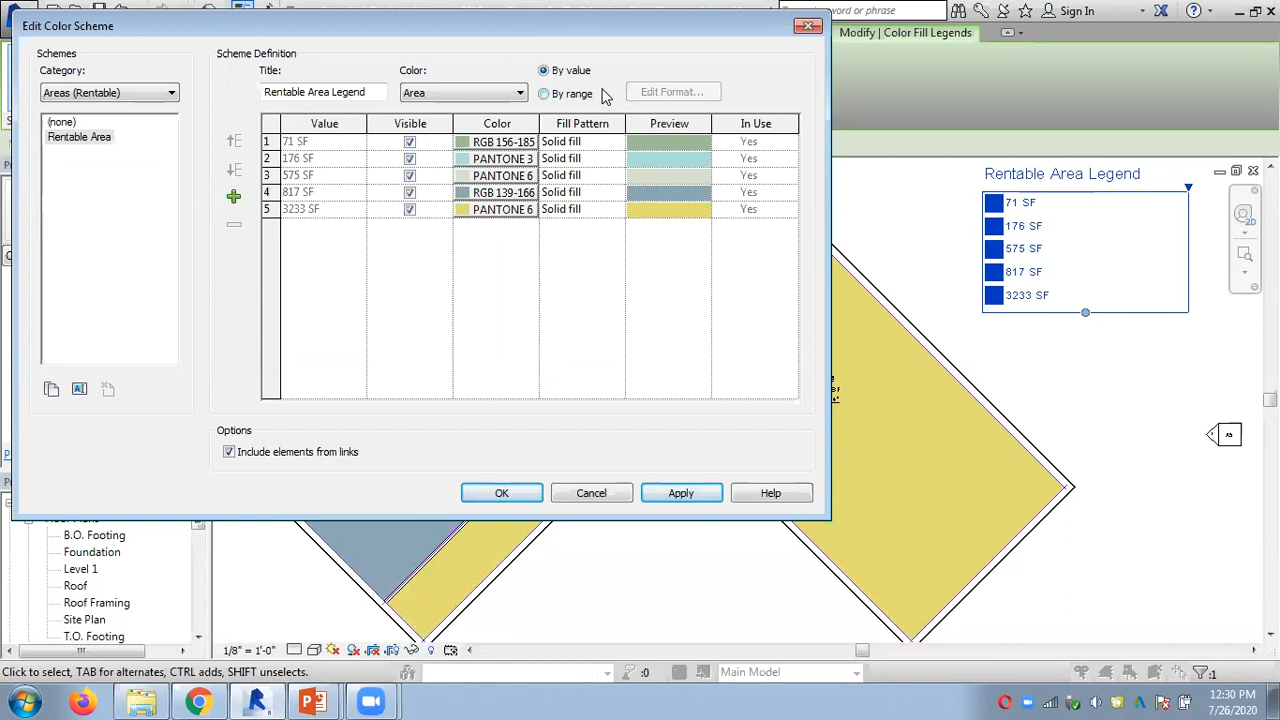 or phrase
Sign In
Edit Color Scheme
Modify | Color Fill Legends
Schemes
Category:
Areas (Rentable)
(none)
Rentable Area
Scheme Definition
Title:
Color:
By value
By range
Rentable Area Legend
Area
Edit Format...
Value Visible Color Fill Pattern Preview In Use
1 71 SF RGB 156-185 Solid fill Yes
2 176 SF PANTONE 3 Solid fill Yes
3 575 SF PANTONE 6 Solid fill Yes
4 817 SF RGB 139-166 Solid fill Yes
5 3233 SF PANTONE 6 Solid fill Yes
Options
Include elements from links
OK Cancel Apply Help
Rentable Area Legend
71 SF
176 SF
575 SF
817 SF
3233 SF
2D
B.O. Footing
Foundation
Level 1
Roof
Roof Framing
Site Plan
T.O. Footing
1/8" = 1'-0"
Click to select, TAB for alternates, CTRL adds, SHIFT unselects.
:0
Main Model
:1
12:30 PM
7/26/2020